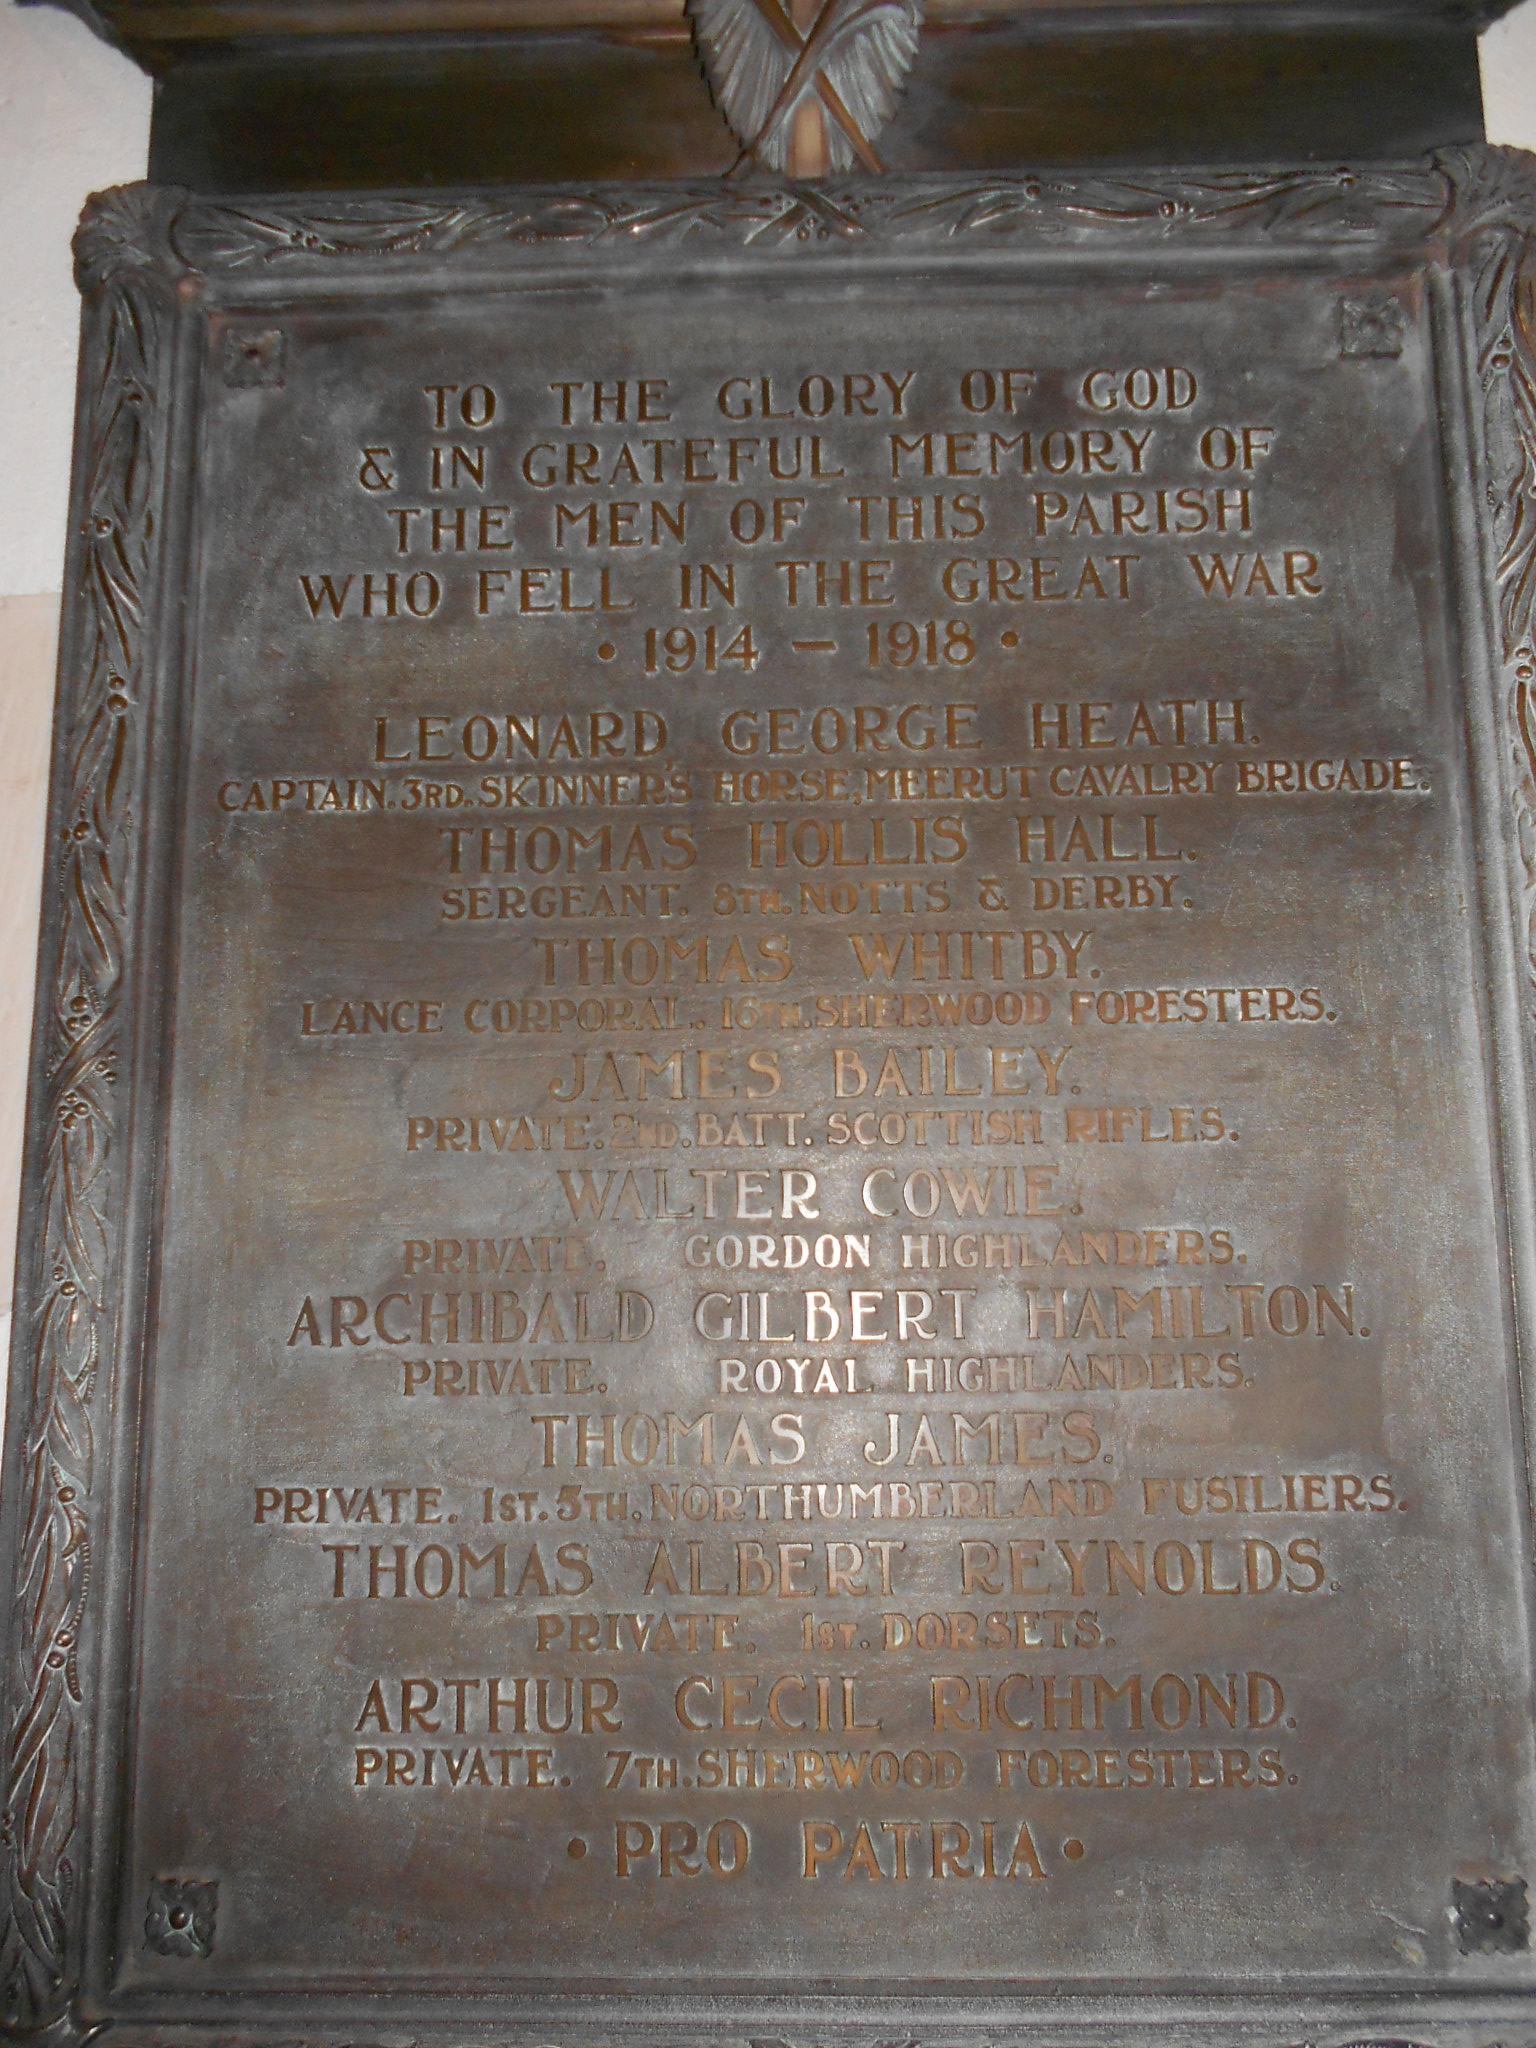 TO THE GLORY OF GOD
& IN GRATEFUL MEMORY OF
THE MEN OF THIS PARISH
WHO FELL IN THE GREAT WAR
• 1914 – 1918 •
LEONARD, GEORGE HEATH.
CAPTAIN. 3RD. SKINNER'S HORSE, MEERUT CAVALRY BRIGADE.
THOMAS HOLLIS HALL.
SERGEANT. 8TH. NOTTS & DERBY.
THOMAS WHITBY.
LANCE CORPORAL. 16TH. SHERWOOD FORESTERS.
JAMES BAILEY.
PRIVATE. 2ND. BATT. SCOTTISH RIFLES.
WALTER COWIE.
PRIVATE. GORDON HIGHLANDERS.
ARCHIBALD GILBERT HAMILTON.
PRIVATE. ROYAL HIGHLANDERS.
THOMAS JAMES.
PRIVATE. 1ST. 5TH. NORTHUMBERLAND FUSILIERS.
THOMAS ALBERT REYNOLDS.
PRIVATE. 1ST. DORSETS.
ARTHUR CECIL RICHMOND.
PRIVATE. 7TH. SHERWOOD FORESTERS.
• PRO PATRIA •